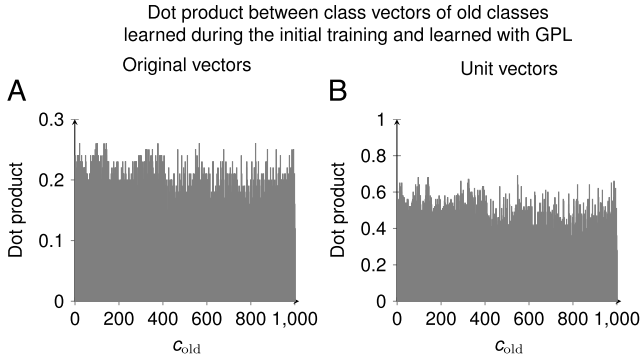 Dot product between class vectors of old classes
learned during the initial training and learned with GPL
Original vectors
Unit vectors
A
B
0.3
0.2
0.1
0
Dot product
0 200 400 600 800 1,000
c_old
1
0.8
0.6
0.4
0.2
0
Dot product
0 200 400 600 800 1,000
c_old